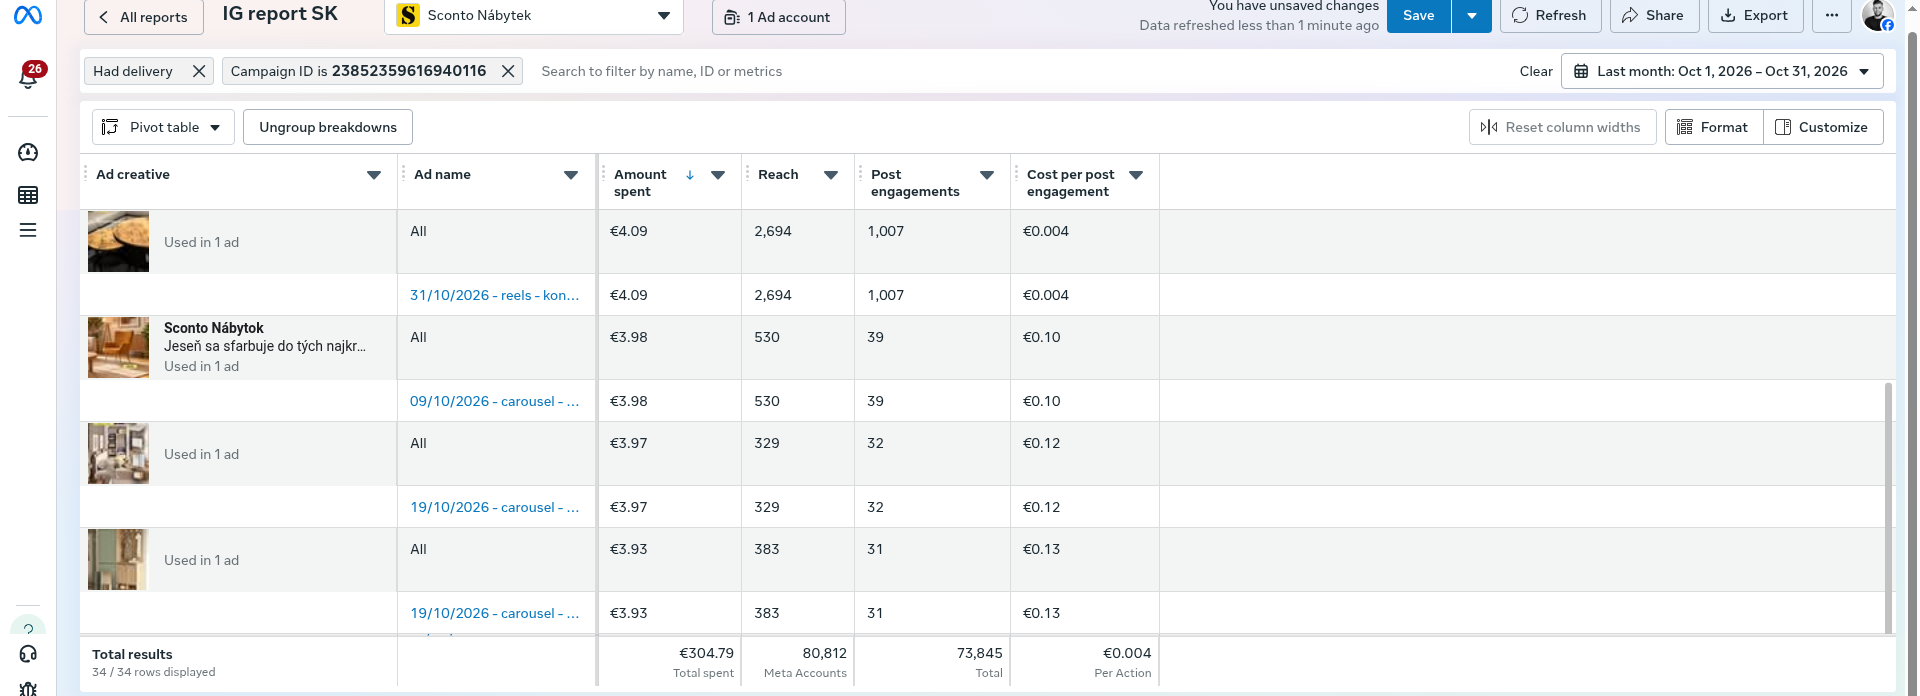 All reports
IG report SK
S
Sconto Nábytek
1 Ad account
You have unsaved changes
Data refreshed less than 1 minute ago
Save
Refresh
Share
Export
26
Had delivery
Campaign ID is 23852359616940116
Search to filter by name, ID or metrics
Clear
Last month: Oct 1, 2026 – Oct 31, 2026
Pivot table
Ungroup breakdowns
Reset column widths
Format
Customize
Ad creative
Ad name
Amount spent
Reach
Post engagements
Cost per post engagement
Used in 1 ad
All
€4.09
2,694
1,007
€0.004
31/10/2026 - reels - kon...
€4.09
2,694
1,007
€0.004
Sconto Nábytok
Jeseň sa sfarbuje do tých najkr...
Used in 1 ad
All
€3.98
530
39
€0.10
09/10/2026 - carousel - ...
€3.98
530
39
€0.10
Used in 1 ad
All
€3.97
329
32
€0.12
19/10/2026 - carousel - ...
€3.97
329
32
€0.12
Used in 1 ad
All
€3.93
383
31
€0.13
19/10/2026 - carousel - ...
€3.93
383
31
€0.13
Total results
34 / 34 rows displayed
€304.79
Total spent
80,812
Meta Accounts
73,845
Total
€0.004
Per Action